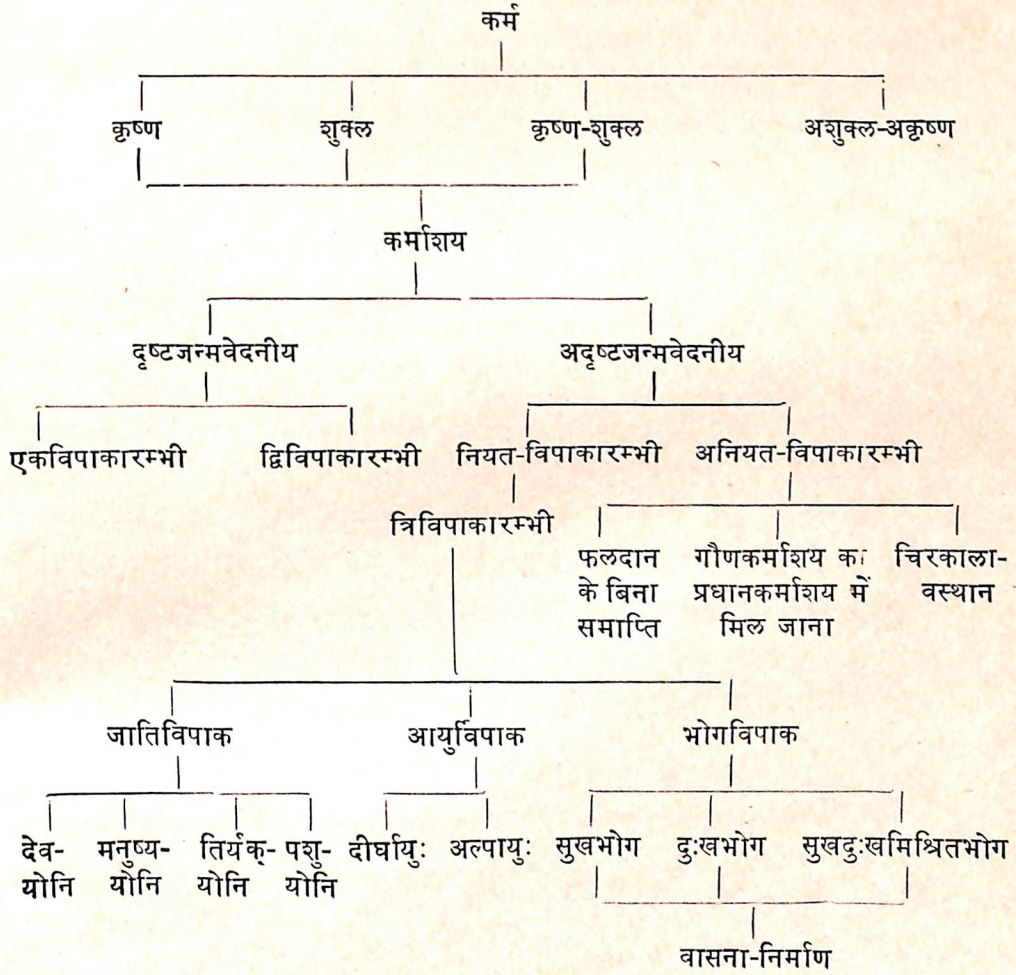 कर्म
कृष्ण शुक्ल कृष्ण-शुक्ल अशुक्ल-अकृष्ण
कर्माशय
दृष्टजन्मवेदनीय अदृष्टजन्मवेदनीय
एकविपाकारम्भी द्विविपाकारम्भी नियत-विपाकारम्भी अनियत-विपाकारम्भी
त्रिविपाकारम्भी
फलदान
के बिना
समाप्ति
गौणकर्माशय का
प्रधानकर्माशय में
मिल जाना
चिरकाला-
वस्थान
जातिविपाक आयुर्विपाक भोगविपाक
देव-
योनि
मनुष्य-
योनि
तिर्यक्-
योनि
पशु-
योनि
दीर्घायुः अल्पायुः सुखभोग दुःखभोग सुखदुःखमिश्रितभोग
वासना-निर्माण